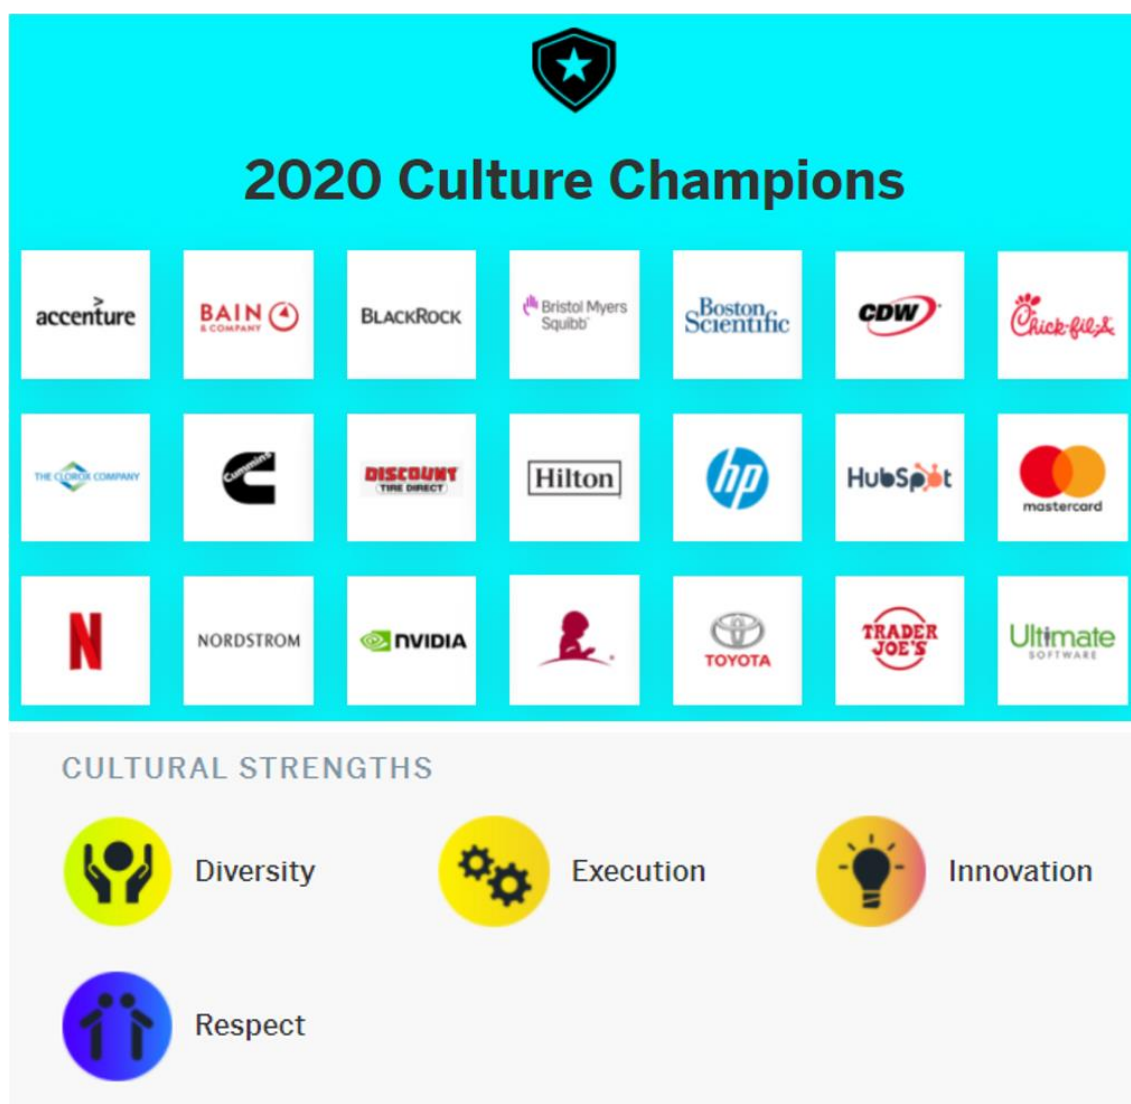 2020 Culture Champions
accenture
BAIN & COMPANY
BLACKROCK
Bristol Myers Squibb
Boston Scientific
CDW
Chick-fil-A
THE CLOROX COMPANY
Cummins
DISCOUNT TIRE DIRECT
Hilton
hp
HubSpot
mastercard
N
NORDSTROM
NVIDIA
TOYOTA
TRADER JOE'S
Ultimate SOFTWARE
CULTURAL STRENGTHS
Diversity
Execution
Innovation
Respect